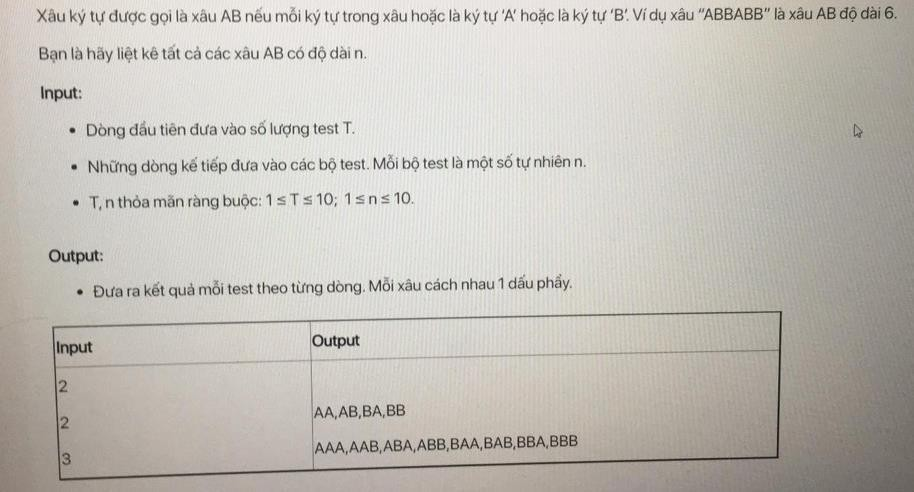 Xâu ký tự được gọi là xâu AB nếu mỗi ký tự trong xâu hoặc là ký tự ‘A’ hoặc là ký tự ‘B’. Ví dụ xâu “ABBABB” là xâu AB độ dài 6.
Bạn là hãy liệt kê tất cả các xâu AB có độ dài n.
Input:
• Dòng đầu tiên đưa vào số lượng test T.
• Những dòng kế tiếp đưa vào các bộ test. Mỗi bộ test là một số tự nhiên n.
• T, n thỏa mãn ràng buộc: 1 ≤ T ≤ 10; 1 ≤ n ≤ 10.
Output:
• Đưa ra kết quả mỗi test theo từng dòng. Mỗi xâu cách nhau 1 dấu phẩy.
Input
Output
2
2
3
AA,AB,BA,BB
AAA,AAB,ABA,ABB,BAA,BAB,BBA,BBB